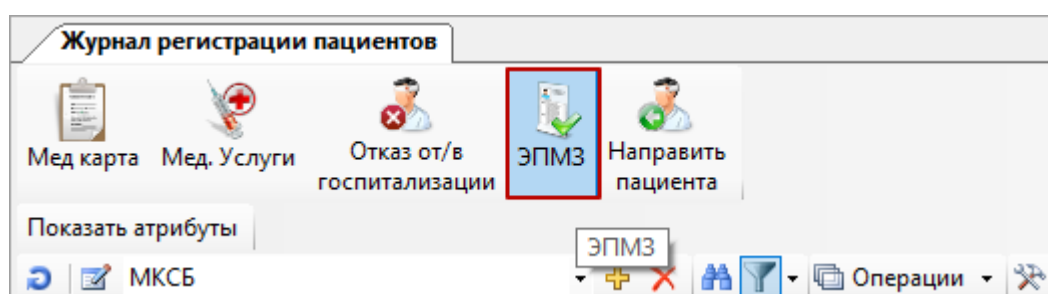 Журнал регистрации пациентов
Мед карта
Мед. Услуги
Отказ от/в
госпитализации
ЭПМЗ
Направить
пациента
Показать атрибуты
ЭПМЗ
МКСБ
Операции